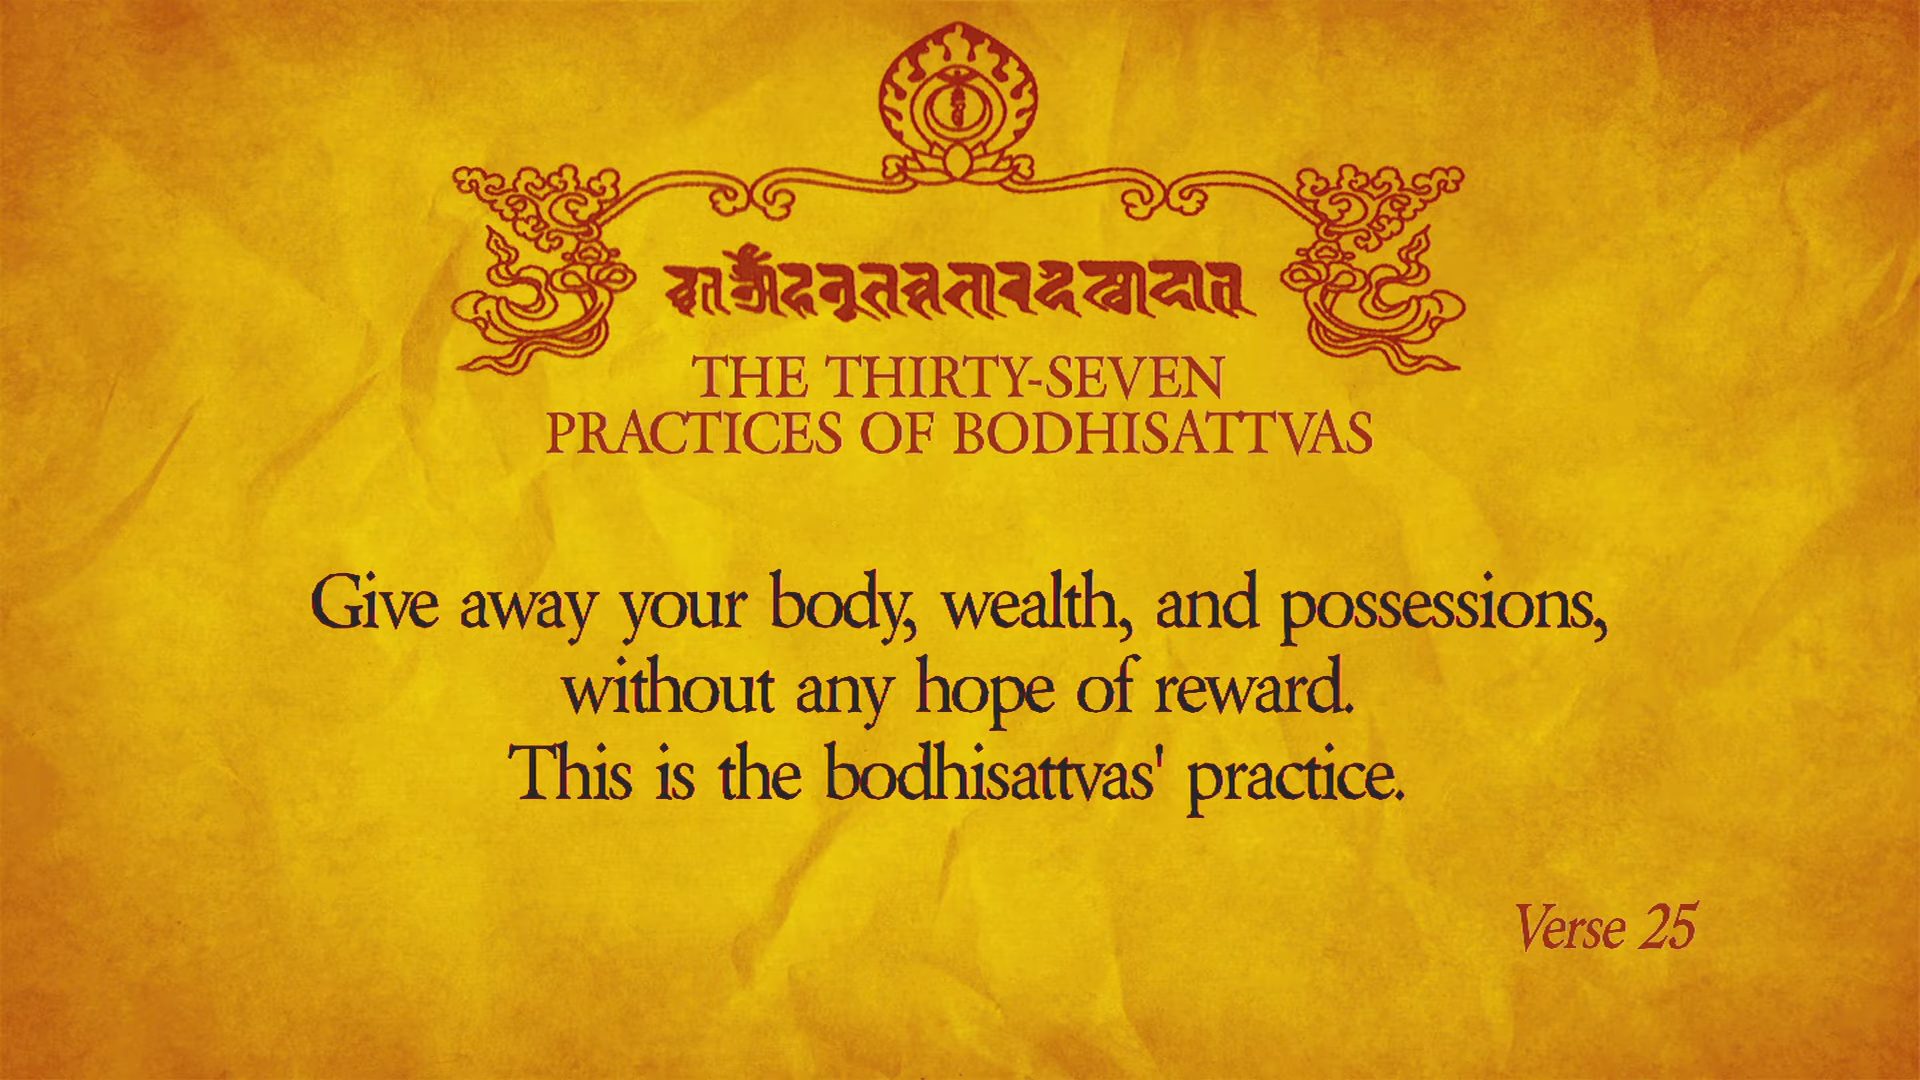 THE THIRTY-SEVEN
PRACTICES OF BODHISATTVAS
Give away your body, wealth, and possessions,
without any hope of reward.
This is the bodhisattvas' practice.
Verse 25